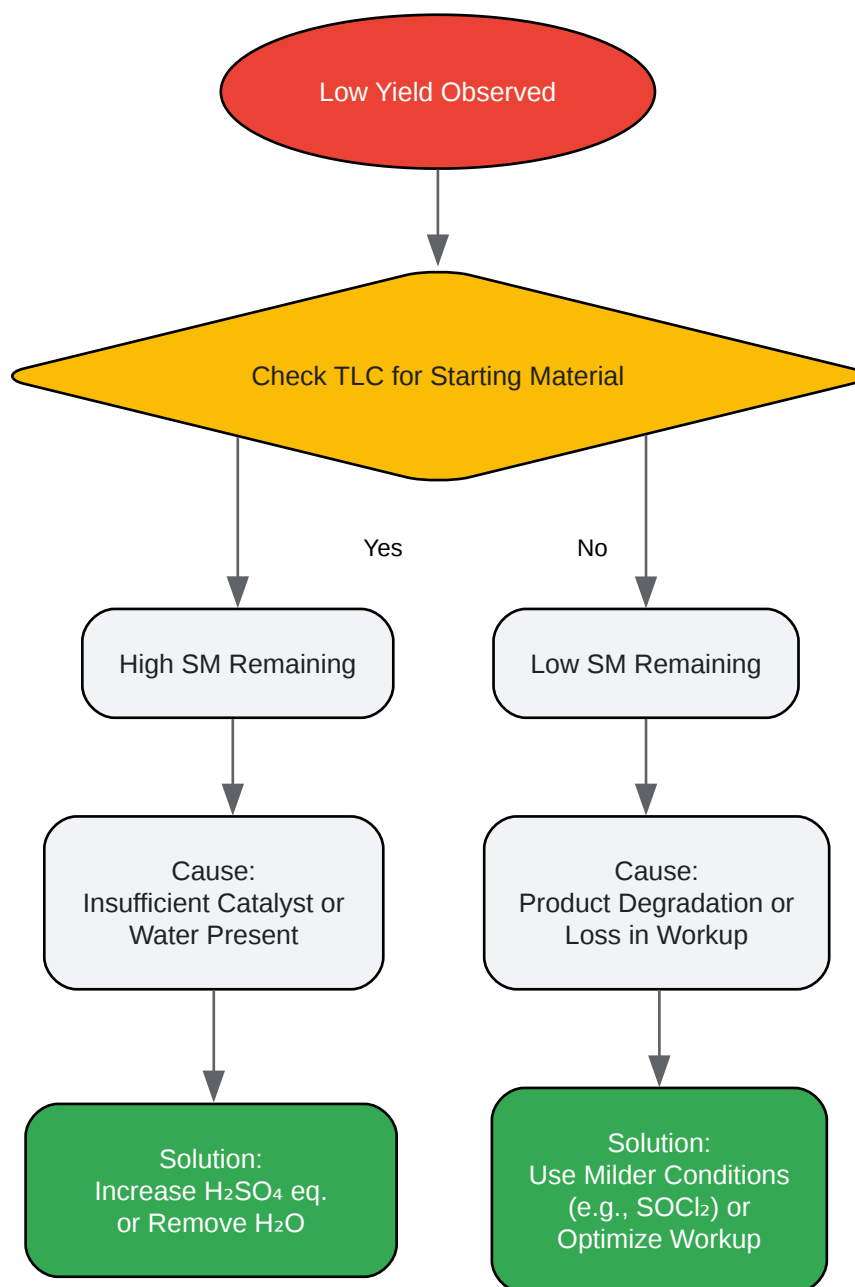 Low Yield Observed
Check TLC for Starting Material
Yes
No
High SM Remaining
Low SM Remaining
Cause:
Insufficient Catalyst or
Water Present
Cause:
Product Degradation or
Loss in Workup
Solution:
Increase H₂SO₄ eq.
or Remove H₂O
Solution:
Use Milder Conditions
(e.g., SOCl₂) or
Optimize Workup